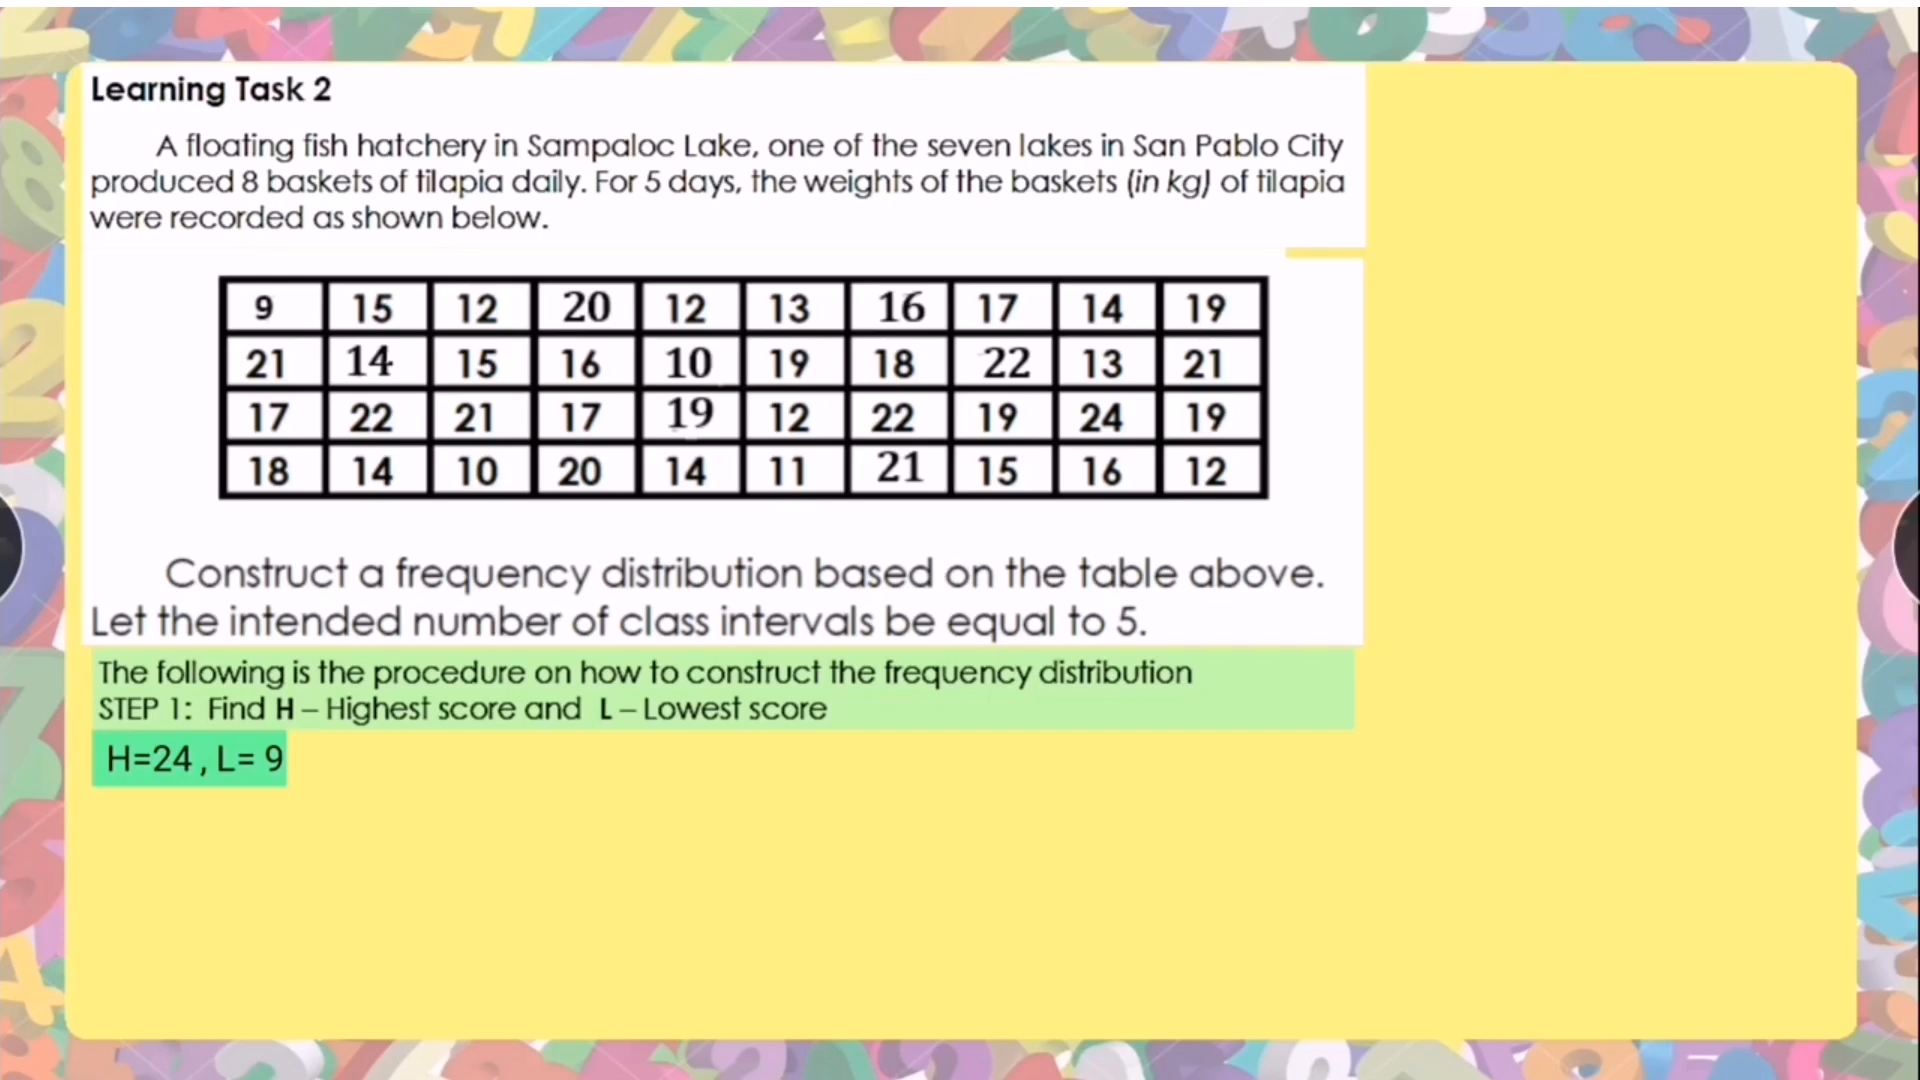 Learning Task 2
A floating fish hatchery in Sampaloc Lake, one of the seven lakes in San Pablo City
produced 8 baskets of tilapia daily. For 5 days, the weights of the baskets (in kg) of tilapia
were recorded as shown below.
9 15 12 20 12 13 16 17 14 19
21 14 15 16 10 19 18 22 13 21
17 22 21 17 19 12 22 19 24 19
18 14 10 20 14 11 21 15 16 12
Construct a frequency distribution based on the table above.
Let the intended number of class intervals be equal to 5.
The following is the procedure on how to construct the frequency distribution
STEP 1: Find H – Highest score and L – Lowest score
H=24 , L= 9